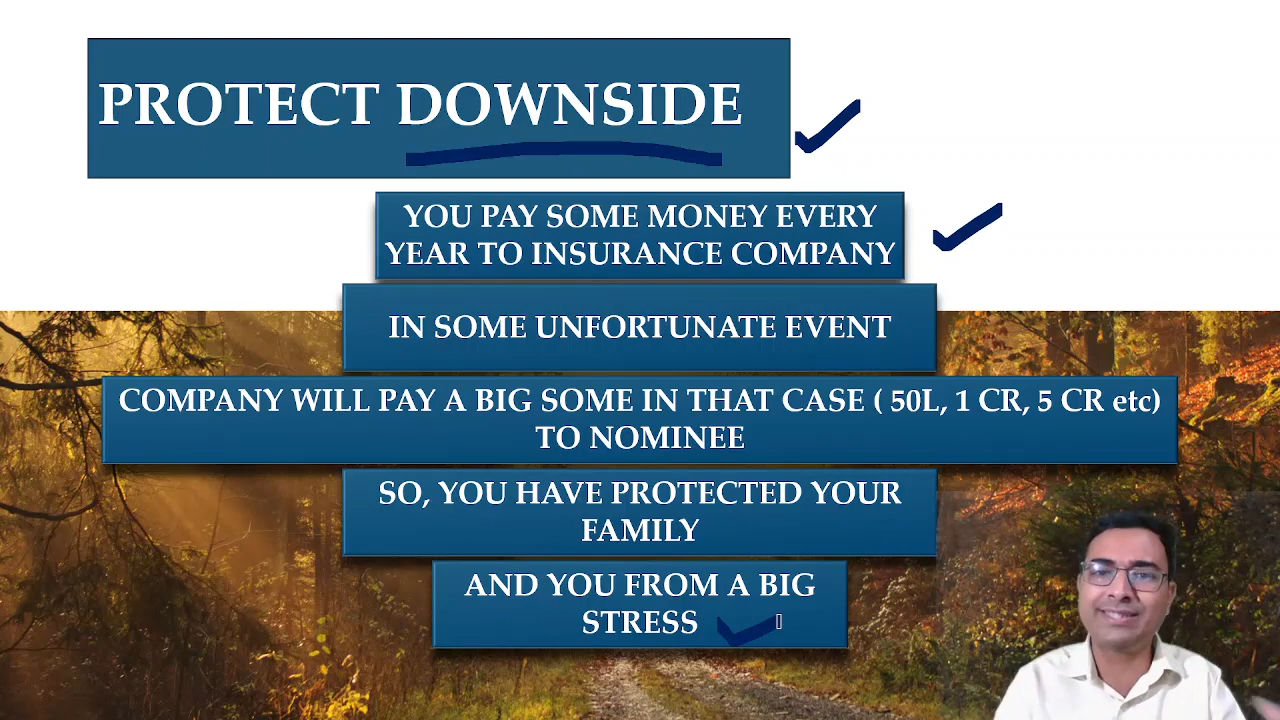 PROTECT DOWNSIDE
YOU PAY SOME MONEY EVERY
YEAR TO INSURANCE COMPANY
IN SOME UNFORTUNATE EVENT
COMPANY WILL PAY A BIG SOME IN THAT CASE ( 50L, 1 CR, 5 CR etc)
TO NOMINEE
SO, YOU HAVE PROTECTED YOUR
FAMILY
AND YOU FROM A BIG
STRESS